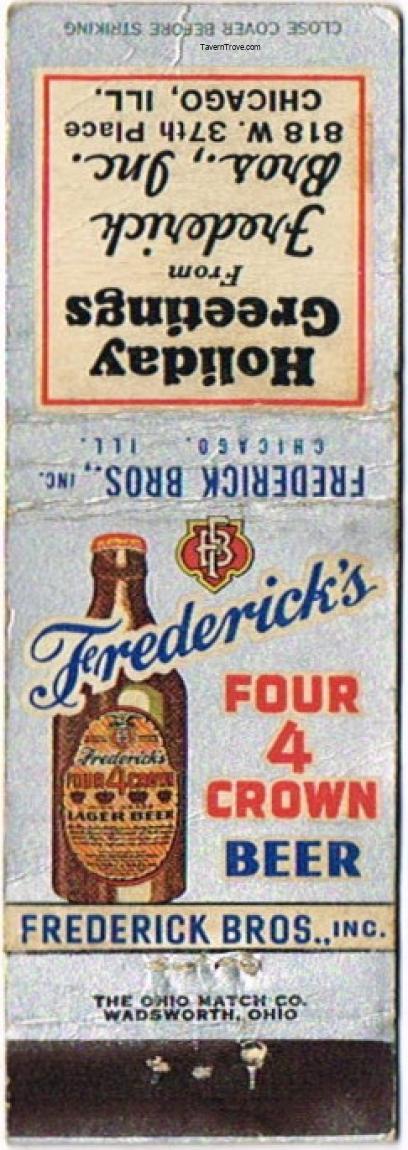 CLOSE COVER BEFORE STRIKING
TavernTrove.com
Holiday
Greetings
From
Frederick
Bros., Inc.
818 W. 37th Place
CHICAGO, ILL.
FREDERICK BROS., INC.
CHICAGO, ILL.
FB
Frederick's
FOUR
4
CROWN
BEER
Frederick's
FOUR 4 CROWN
LAGER BEER
FREDERICK BROS., INC.
THE OHIO MATCH CO.
WADSWORTH, OHIO